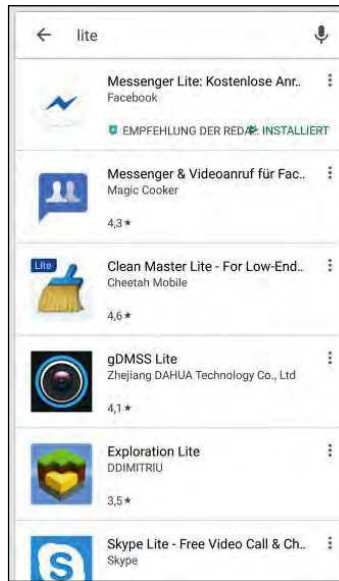 lite
Messenger Lite: Kostenlose Anr..
Facebook
EMPFEHLUNG DER REDA INSTALLIERT
Messenger & Videoanruf für Fac..
Magic Cooker
4,3★
Lite
Clean Master Lite - For Low-End..
Cheetah Mobile
4,6★
gDMSS Lite
Zhejiang DAHUA Technology Co., Ltd
4,1★
Exploration Lite
DDIMITRIU
3,5★
Skype Lite - Free Video Call & Ch..
Skype
S